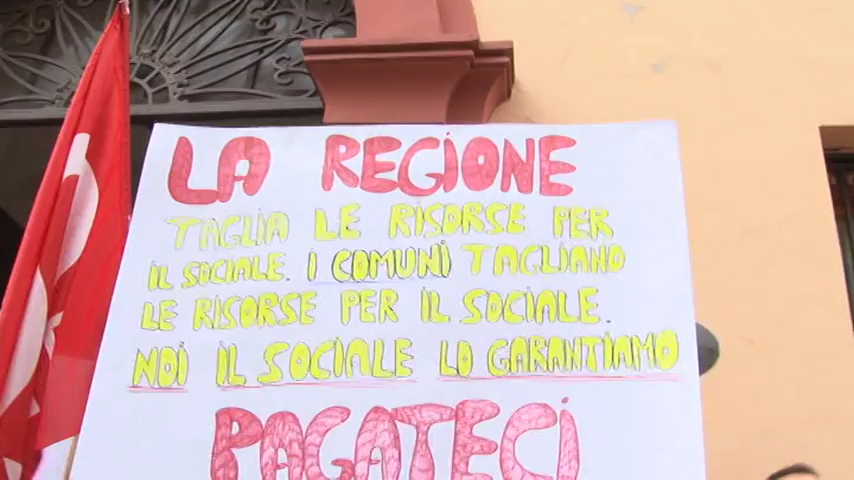 LA REGIONE
TAGLIA LE RISORSE PER
IL SOCIALE. I COMUNI TAGLIANO
LE RISORSE PER IL SOCIALE.
NOI IL SOCIALE LO GARANTIAMO
PAGATECI